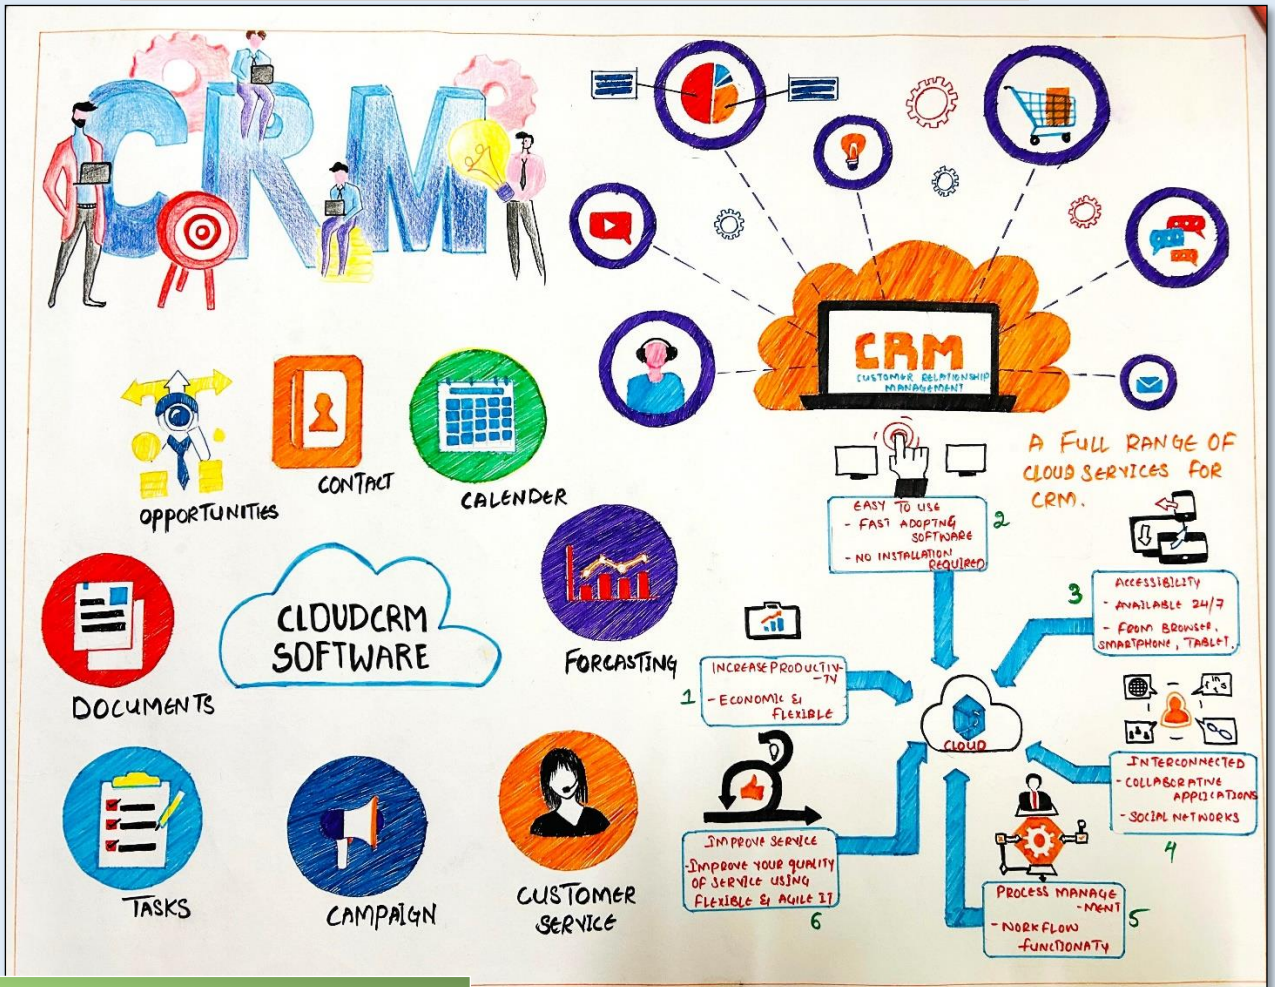 CRM
CRM
CUSTOMER RELATIONSHIP
MANAGEMENT
A FULL RANGE OF
CLOUD SERVICES FOR
CRM.
OPPORTUNITIES
CONTACT
CALENDER
DOCUMENTS
CLOUDCRM
SOFTWARE
FORCASTING
TASKS
CAMPAIGN
CUSTOMER
SERVICE
1
INCREASE PRODUCTIV-
-TY
- ECONOMIC &
FLEXIBLE
2
EASY TO USE
- FAST ADOPTNG
SOFTWARE
- NO INSTALLATION
REQUIRED
3
ACCESSIBILITY
- AVAILABLE 24/7
- FROM BROWSER,
SMARTPHONE, TABLET.
CLOUD
INTERCONNECTED
- COLLABORATIVE
APPLICATIONS
- SOCIAL NETWORKS
4
PROCESS MANAGE
-MENT
- WORKFLOW
FUNCTIONATY
5
IMPROVE SERVICE
- IMPROVE YOUR QUALITY
OF SERVICE USING
FLEXIBLE & AGILE IT
6